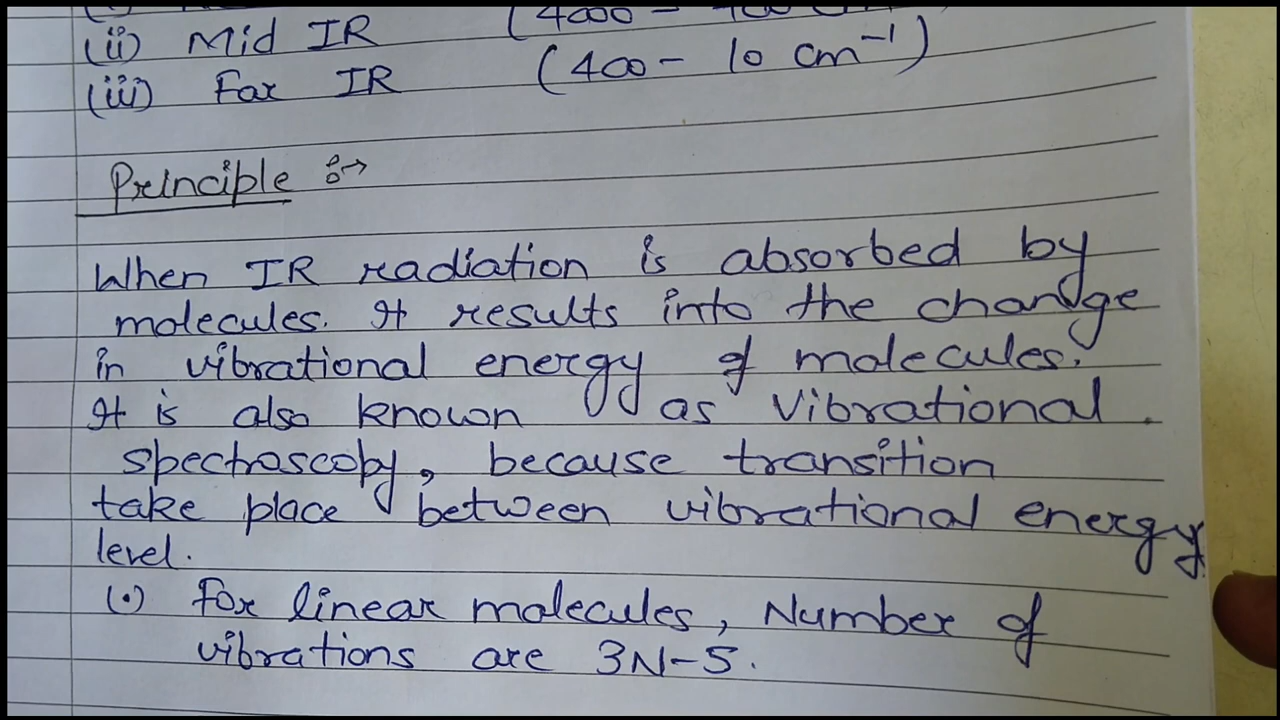 (ii) Mid IR (4000 -
(iii) Far IR (400 - 10 cm⁻¹)
Principle :→
When IR radiation is absorbed by
molecules. It results into the change
in vibrational energy of molecules.
It is also known as Vibrational
spectroscopy, because transition
take place between vibrational energy
level.
(•) For linear molecules, Number of
vibrations are 3N-5.